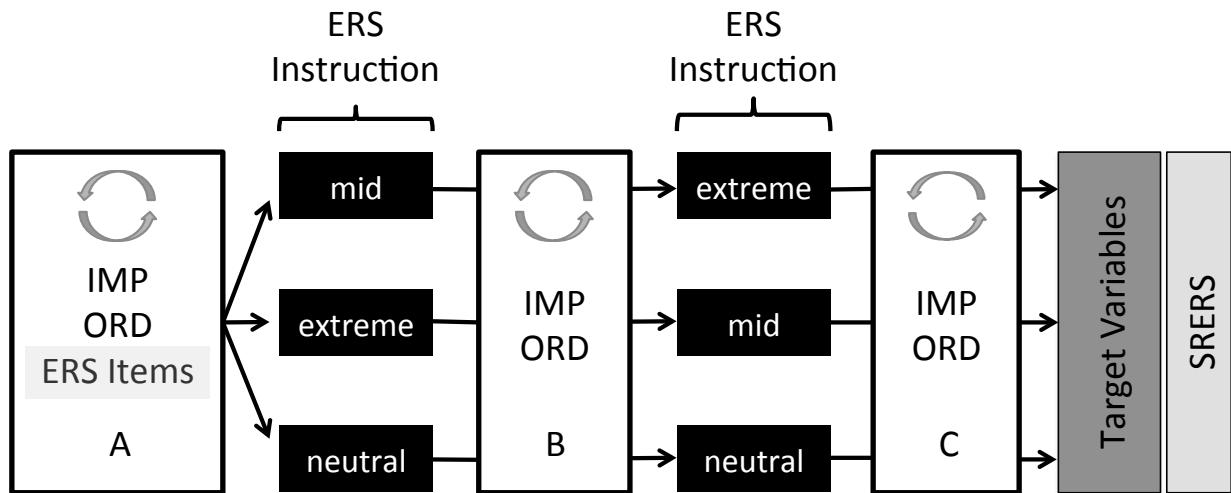 ERS
Instruction
ERS
Instruction
IMP
ORD
ERS Items
A
mid
extreme
neutral
IMP
ORD
B
extreme
mid
neutral
IMP
ORD
C
Target Variables
SRERS